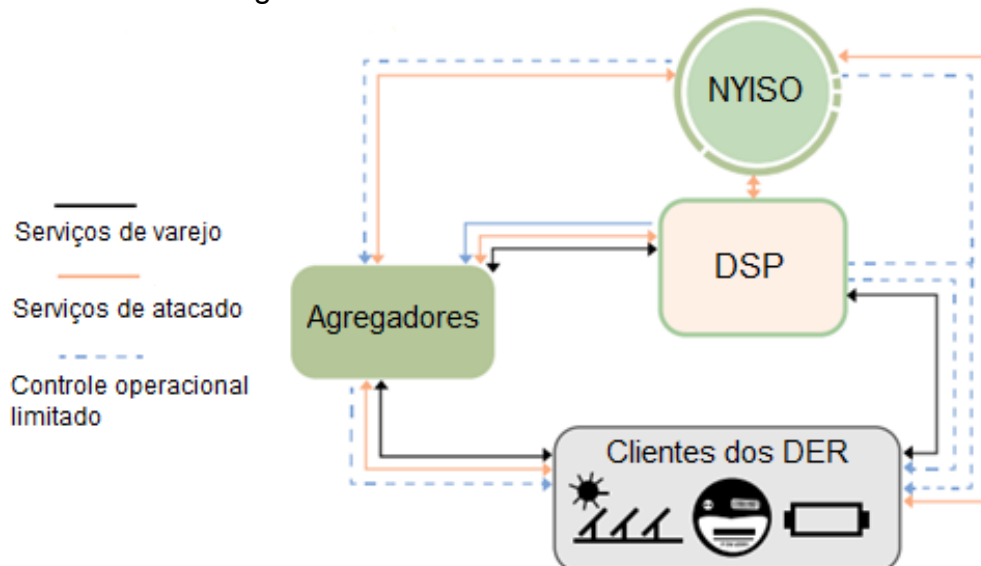 NYISO
Serviços de varejo
DSP
Serviços de atacado
Agregadores
Controle operacional
limitado
Clientes dos DER